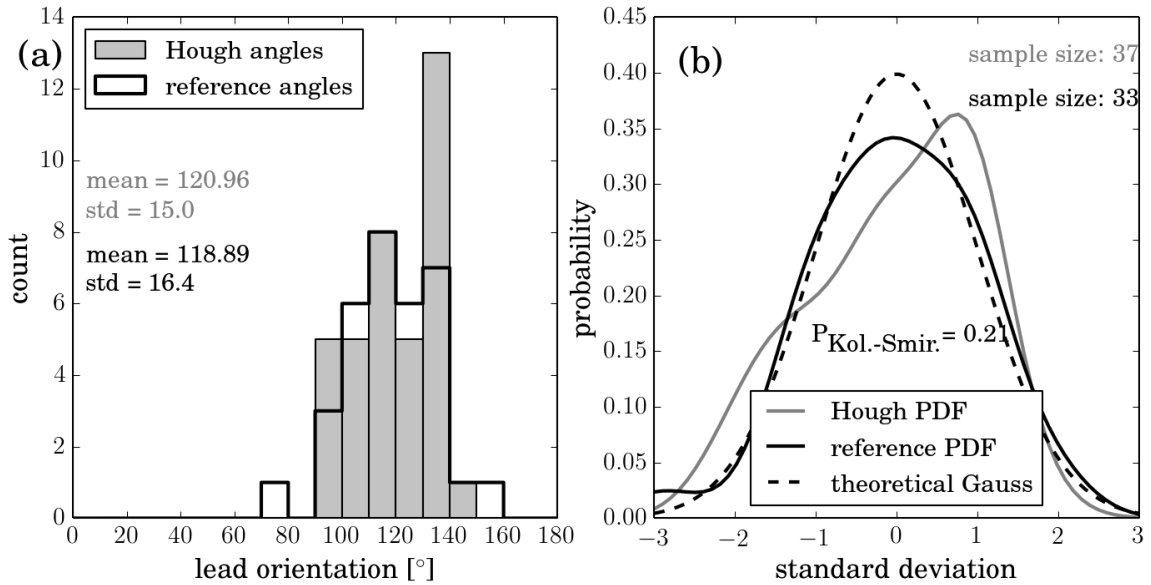 (a)
Hough angles
reference angles
mean = 120.96
std = 15.0
mean = 118.89
std = 16.4
count
14
12
10
8
6
4
2
0
0 20 40 60 80 100 120 140 160 180
lead orientation [°]
(b)
sample size: 37
sample size: 33
P Kol.-Smir. = 0.21
Hough PDF
reference PDF
theoretical Gauss
probability
0.45
0.40
0.35
0.30
0.25
0.20
0.15
0.10
0.05
0.00
−3 −2 −1 0 1 2 3
standard deviation